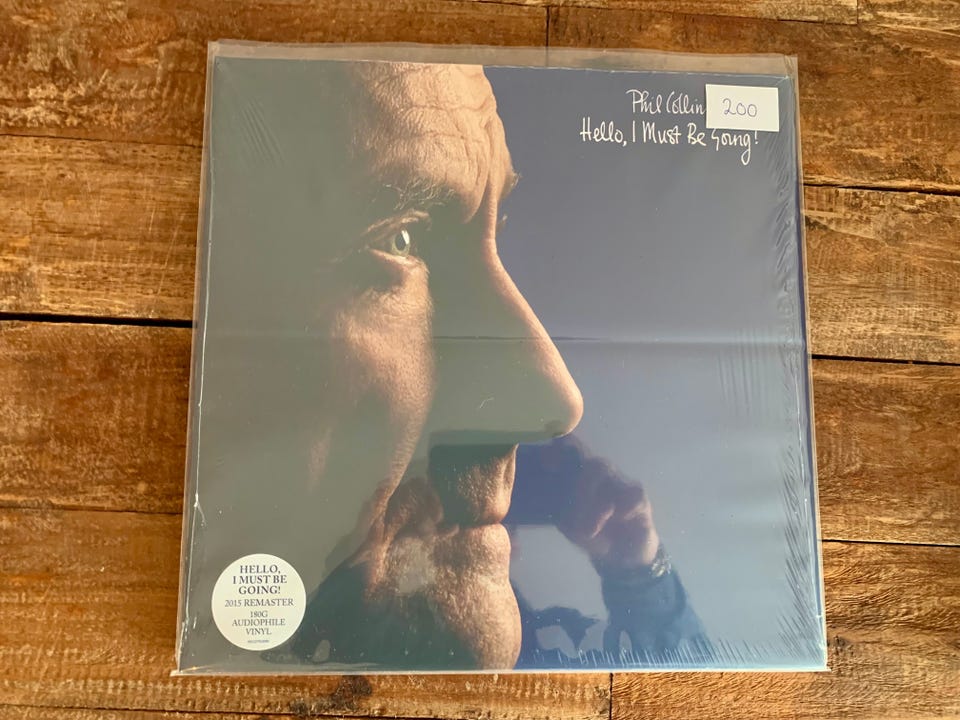 Phil Collin
200
Hello, I Must Be Going!
HELLO,
I MUST BE
GOING!
2015 REMASTER
180G
AUDIOPHILE
VINYL